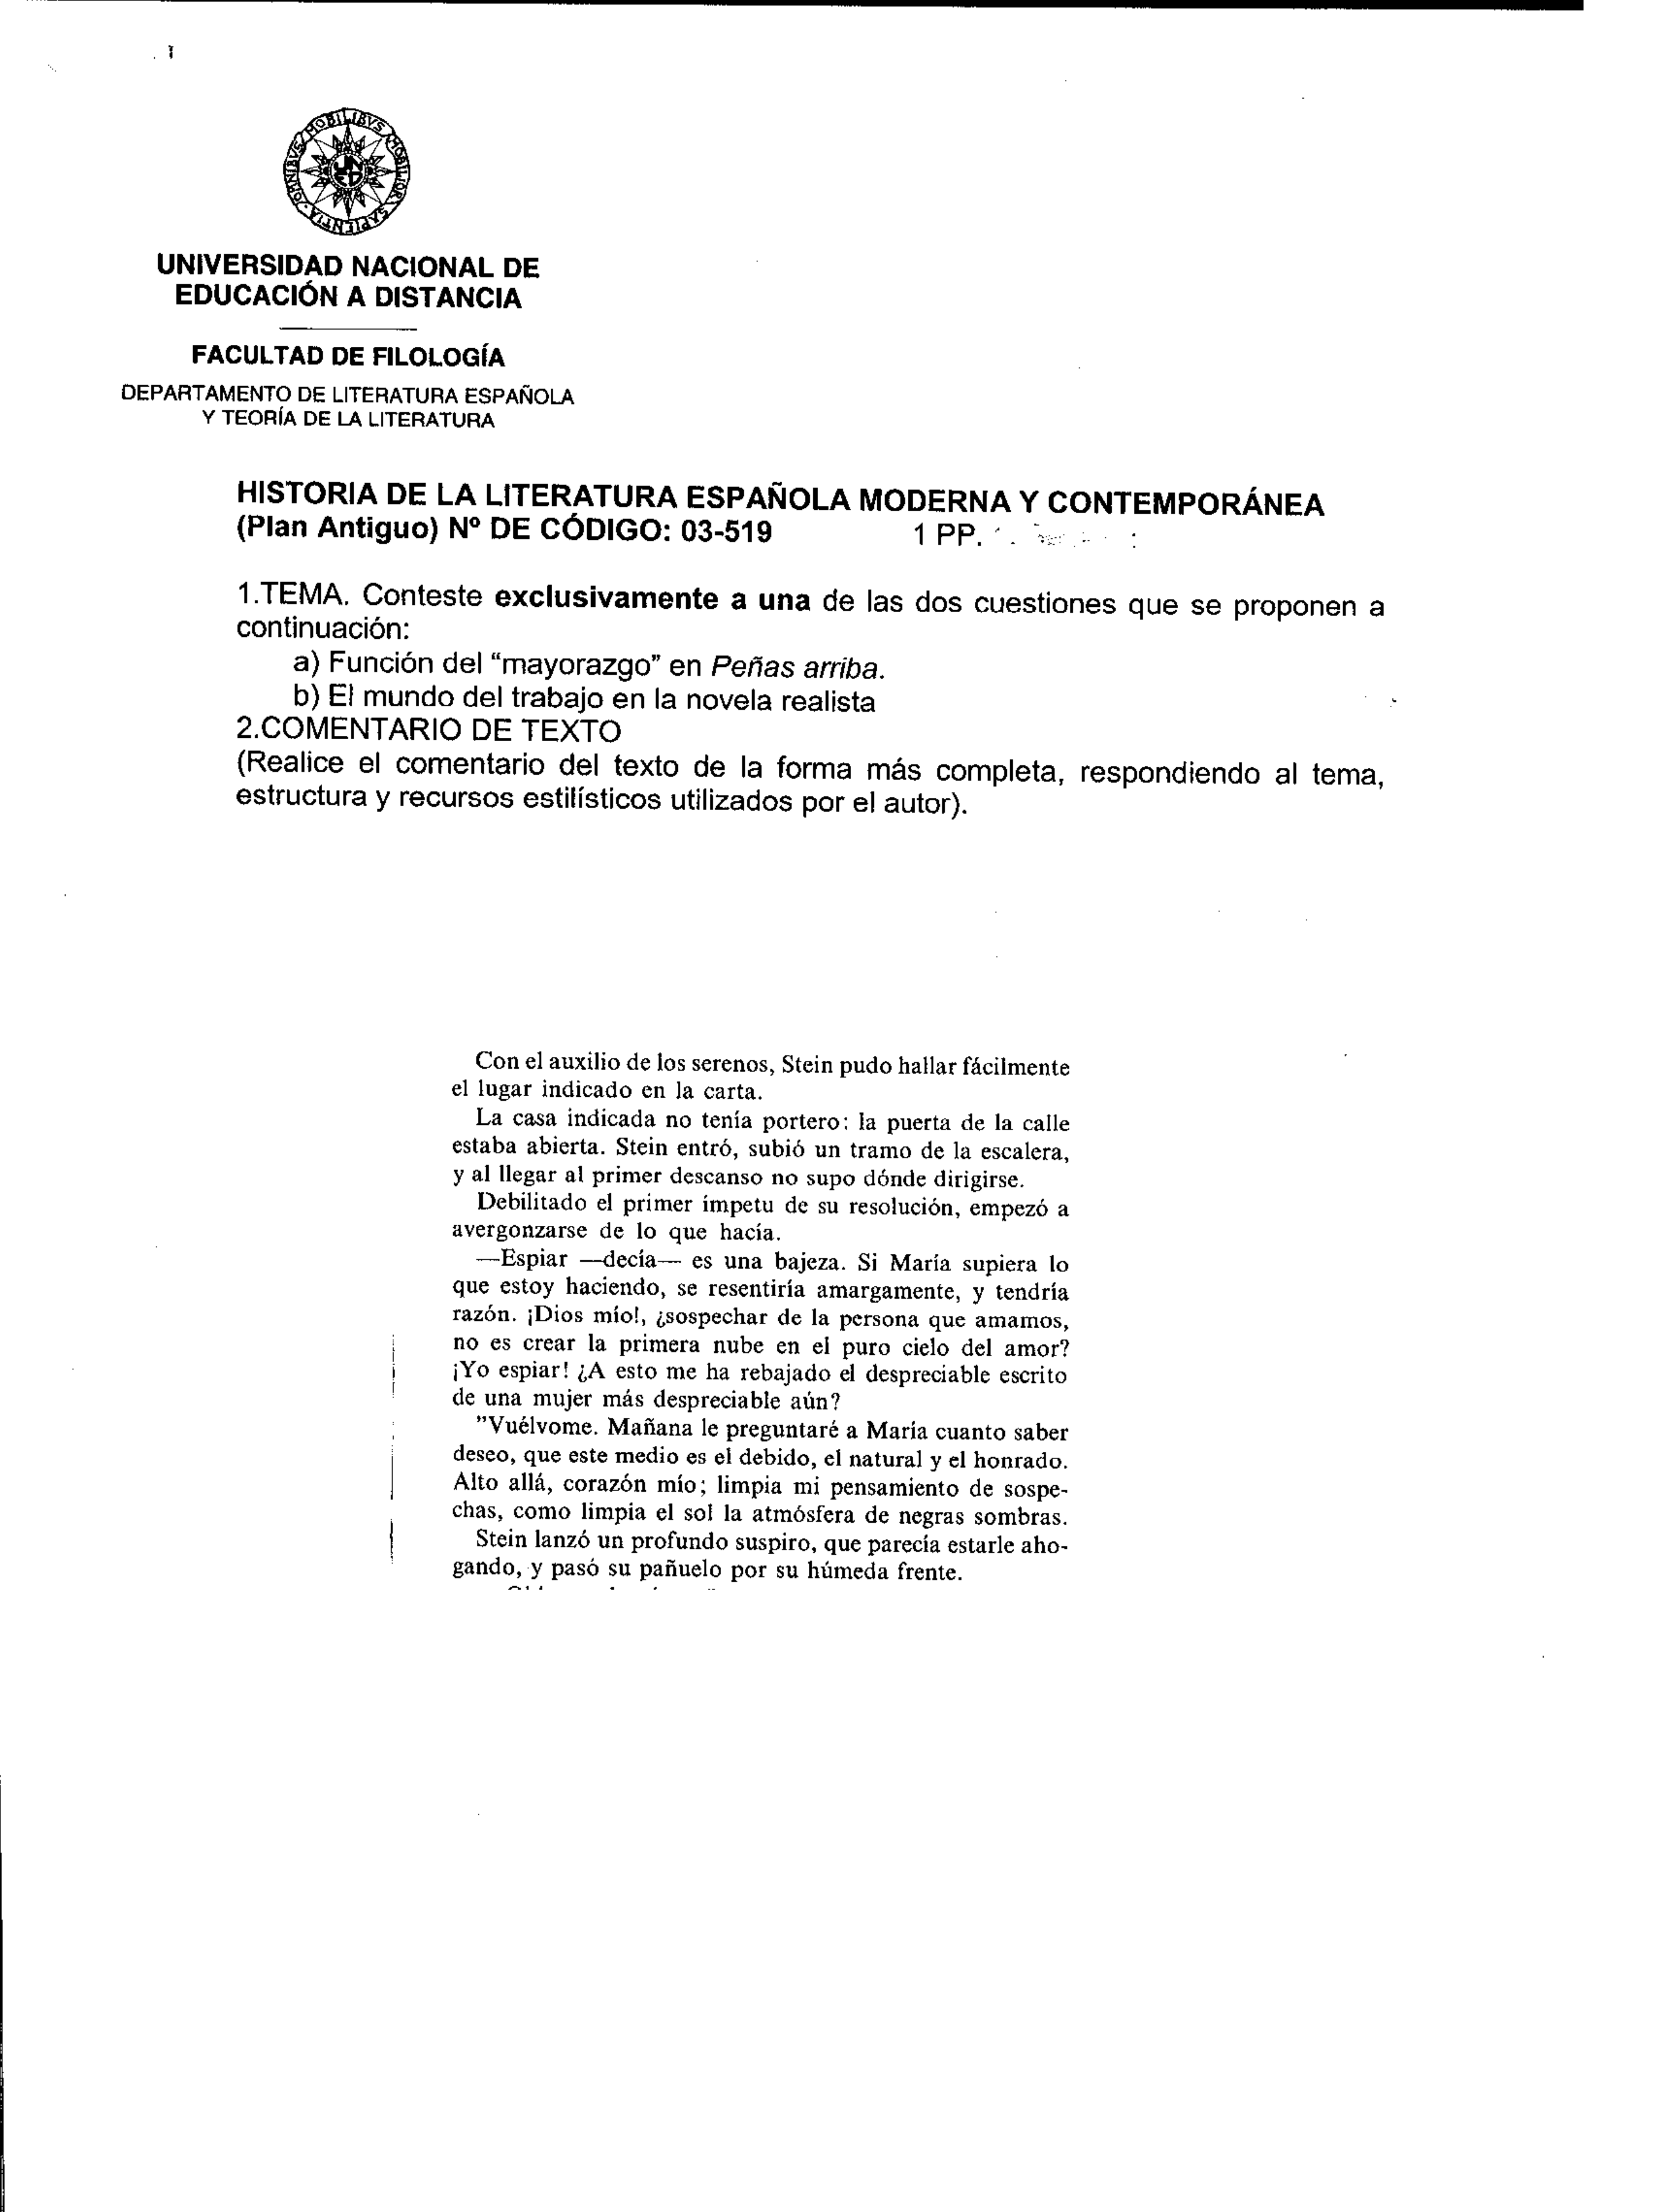 OMNIBVS MOBILIBVS MOBILIOR SAPIENTIA
UNED
UNIVERSIDAD NACIONAL DE
EDUCACIÓN A DISTANCIA
FACULTAD DE FILOLOGÍA
DEPARTAMENTO DE LITERATURA ESPAÑOLA
Y TEORÍA DE LA LITERATURA
HISTORIA DE LA LITERATURA ESPAÑOLA MODERNA Y CONTEMPORÁNEA
(Plan Antiguo) Nº DE CÓDIGO: 03-519 1 PP.
1.TEMA. Conteste exclusivamente a una de las dos cuestiones que se proponen a
continuación:
a) Función del “mayorazgo” en Peñas arriba.
b) El mundo del trabajo en la novela realista
2.COMENTARIO DE TEXTO
(Realice el comentario del texto de la forma más completa, respondiendo al tema,
estructura y recursos estilísticos utilizados por el autor).
Con el auxilio de los serenos, Stein pudo hallar fácilmente
el lugar indicado en la carta.
La casa indicada no tenía portero: la puerta de la calle
estaba abierta. Stein entró, subió un tramo de la escalera,
y al llegar al primer descanso no supo dónde dirigirse.
Debilitado el primer ímpetu de su resolución, empezó a
avergonzarse de lo que hacía.
—Espiar —decía— es una bajeza. Si María supiera lo
que estoy haciendo, se resentiría amargamente, y tendría
razón. ¡Dios mío!, ¿sospechar de la persona que amamos,
no es crear la primera nube en el puro cielo del amor?
¡Yo espiar! ¿A esto me ha rebajado el despreciable escrito
de una mujer más despreciable aún?
"Vuélvome. Mañana le preguntaré a María cuanto saber
deseo, que este medio es el debido, el natural y el honrado.
Alto allá, corazón mío; limpia mi pensamiento de sospe-
chas, como limpia el sol la atmósfera de negras sombras.
Stein lanzó un profundo suspiro, que parecía estarle aho-
gando, y pasó su pañuelo por su húmeda frente.